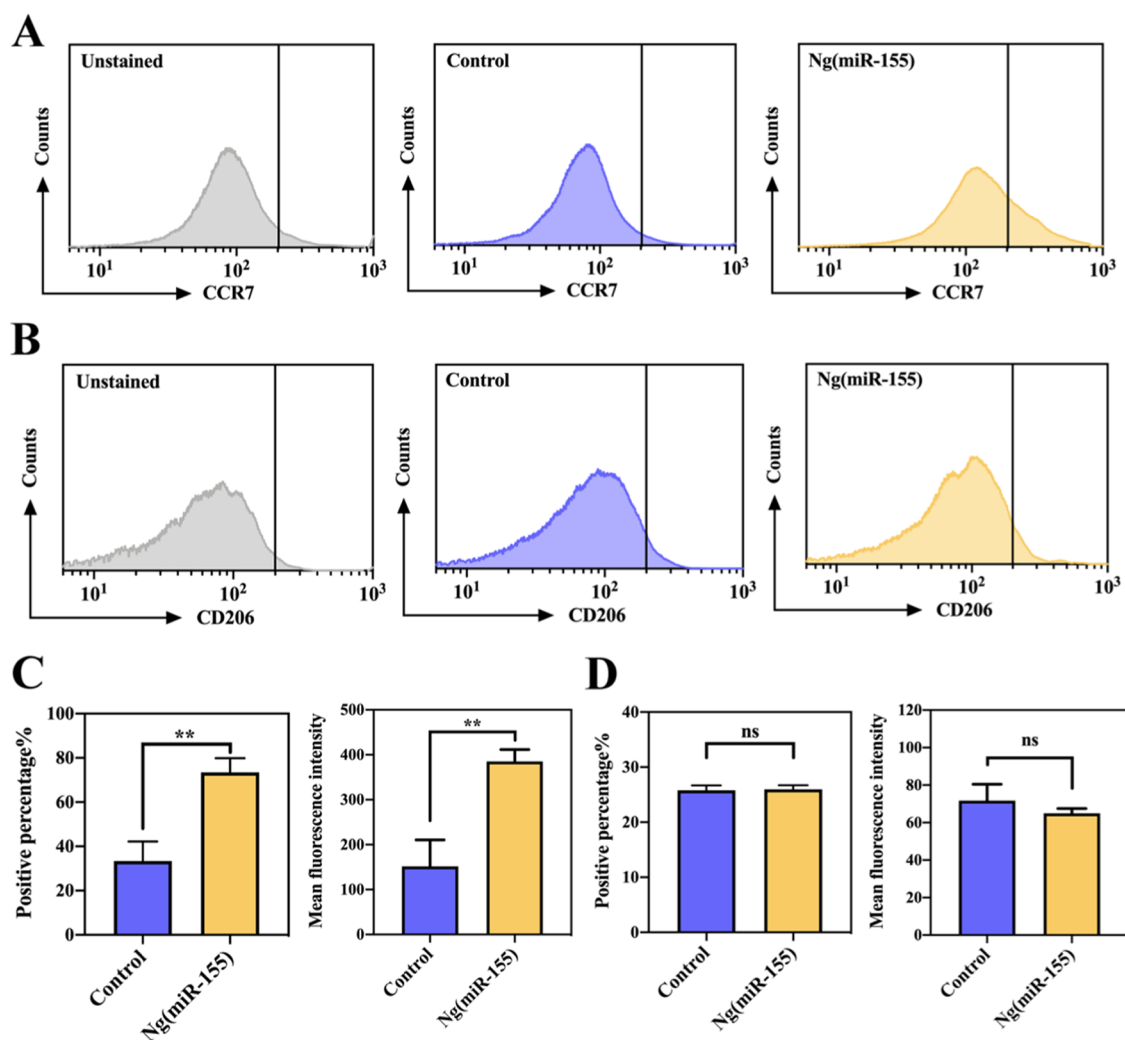 A
Unstained
Counts
10¹ 10² 10³
CCR7
Control
Counts
10¹ 10² 10³
CCR7
Ng(miR-155)
Counts
10¹ 10² 10³
CCR7
B
Unstained
Counts
10¹ 10² 10³
CD206
Control
Counts
10¹ 10² 10³
CD206
Ng(miR-155)
Counts
10¹ 10² 10³
CD206
C
Positive percentage%
100
80
60
40
20
0
**
Control
Ng(miR-155)
Mean fluorescence intensity
500
400
300
200
100
0
**
Control
Ng(miR-155)
D
Positive percentage%
40
30
20
10
0
ns
Control
Ng(miR-155)
Mean fluorescence intensity
120
100
80
60
40
20
0
ns
Control
Ng(miR-155)